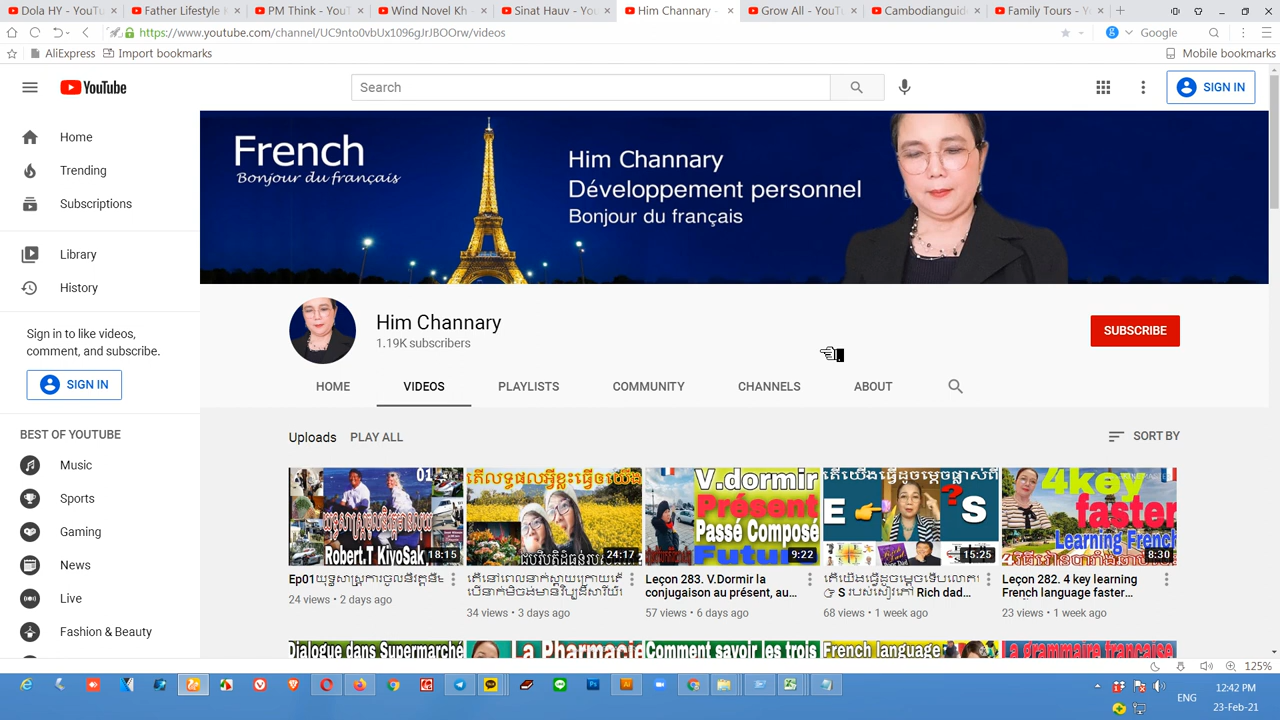 Dola HY - YouTu
Father Lifestyle K
PM Think - YouT
Wind Novel Kh
Sinat Hauv - You
Him Channary -
Grow All - YouTu
Cambodianguid
Family Tours - Y
https://www.youtube.com/channel/UC9nto0vbUx1099gJrJBOOrw/videos
Google
AliExpress
Import bookmarks
Mobile bookmarks
YouTube
Search
SIGN IN
Home
Trending
Subscriptions
Library
History
Sign in to like videos,
comment, and subscribe.
SIGN IN
BEST OF YOUTUBE
Music
Sports
Gaming
News
Live
Fashion & Beauty
French
Bonjour du français
Him Channary
Développement personnel
Bonjour du français
Him Channary
1.19K subscribers
SUBSCRIBE
HOME
VIDEOS
PLAYLISTS
COMMUNITY
CHANNELS
ABOUT
Uploads
PLAY ALL
SORT BY
01
Robert.T KiyoSaK
18:15
24:17
V.dormir
Présent
Passé Composé
Futur
9:22
E 👉 ? S
15:25
4key
faster
Learning French
8:30
24 views • 2 days ago
34 views • 3 days ago
Leçon 283. V.Dormir la
conjugaison au présent, au...
57 views • 6 days ago
68 views • 1 week ago
Leçon 282. 4 key learning
French language faster...
23 views • 1 week ago
Dialogue dans Supermarché
La Pharmacie
Comment savoir les trois
French language
La grammaire française
125%
ENG
12:42 PM
23-Feb-21